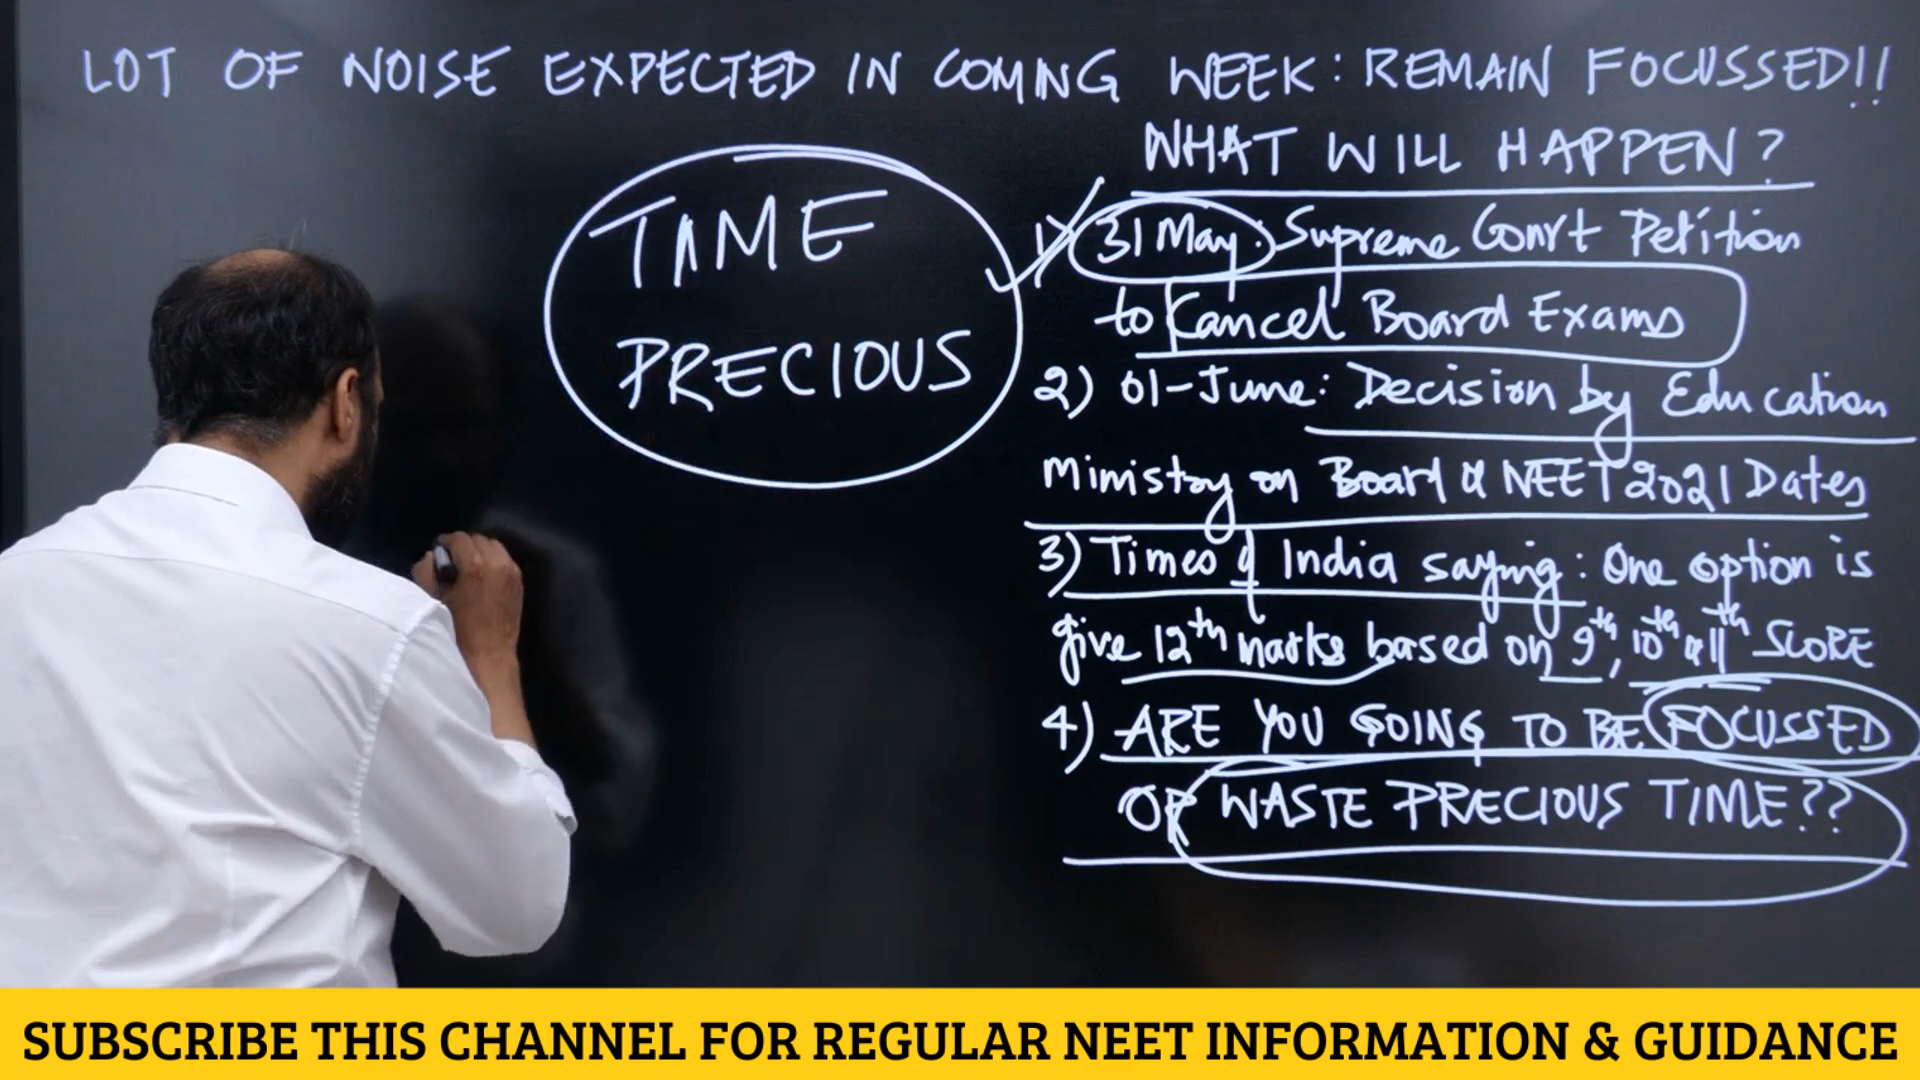 LOT OF NOISE EXPECTED IN COMING WEEK: REMAIN FOCUSSED!!
TIME
PRECIOUS
WHAT WILL HAPPEN?
1) 31 May: Supreme Court Petition
to Cancel Board Exams
2) 01-June: Decision by Education
Ministry on Board & NEET 2021 Dates
3) Times of India saying: One option is
give 12th marks based on 9th, 10th & 11th SCORE
4) ARE YOU GOING TO BE FOCUSSED
OR WASTE PRECIOUS TIME??
SUBSCRIBE THIS CHANNEL FOR REGULAR NEET INFORMATION & GUIDANCE